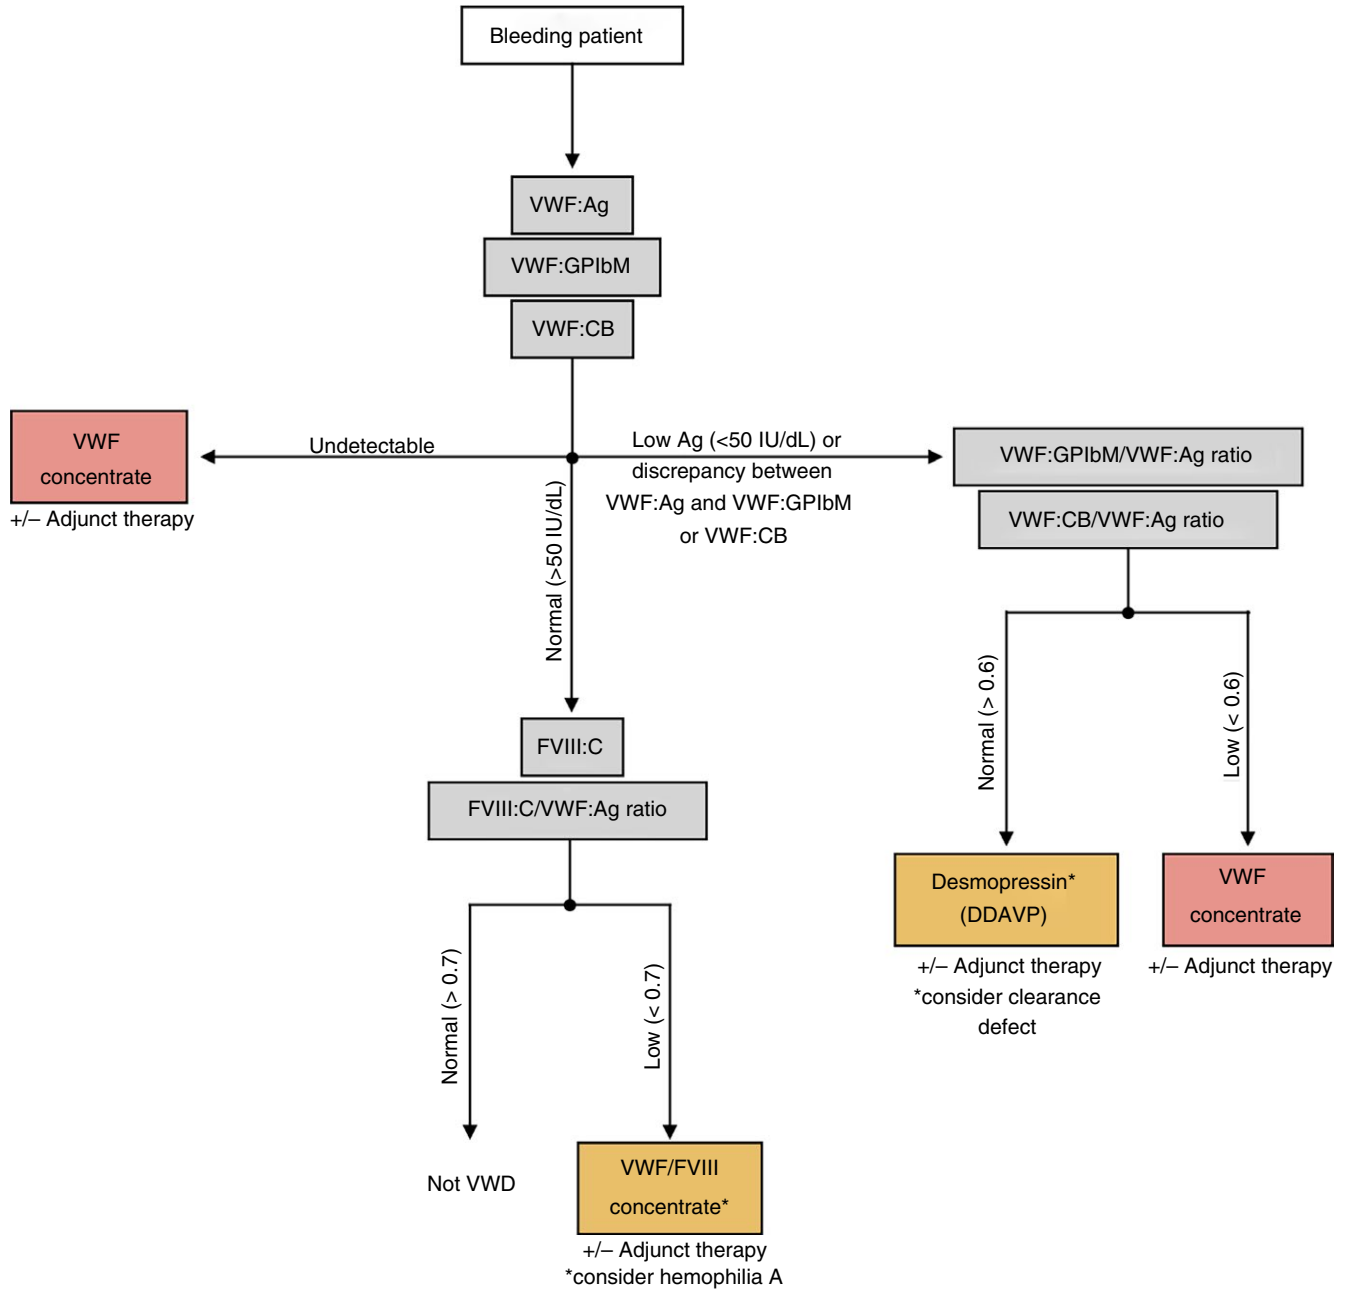 Bleeding patient
VWF:Ag
VWF:GPIbM
VWF:CB
VWF
concentrate
+/– Adjunct therapy
Undetectable
Low Ag (<50 IU/dL) or
discrepancy between
VWF:Ag and VWF:GPIbM
or VWF:CB
Normal (>50 IU/dL)
VWF:GPIbM/VWF:Ag ratio
VWF:CB/VWF:Ag ratio
Normal (> 0.6)
Low (< 0.6)
Desmopressin*
(DDAVP)
+/– Adjunct therapy
*consider clearance
defect
VWF
concentrate
+/– Adjunct therapy
FVIII:C
FVIII:C/VWF:Ag ratio
Normal (> 0.7)
Low (< 0.7)
Not VWD
VWF/FVIII
concentrate*
+/– Adjunct therapy
*consider hemophilia A